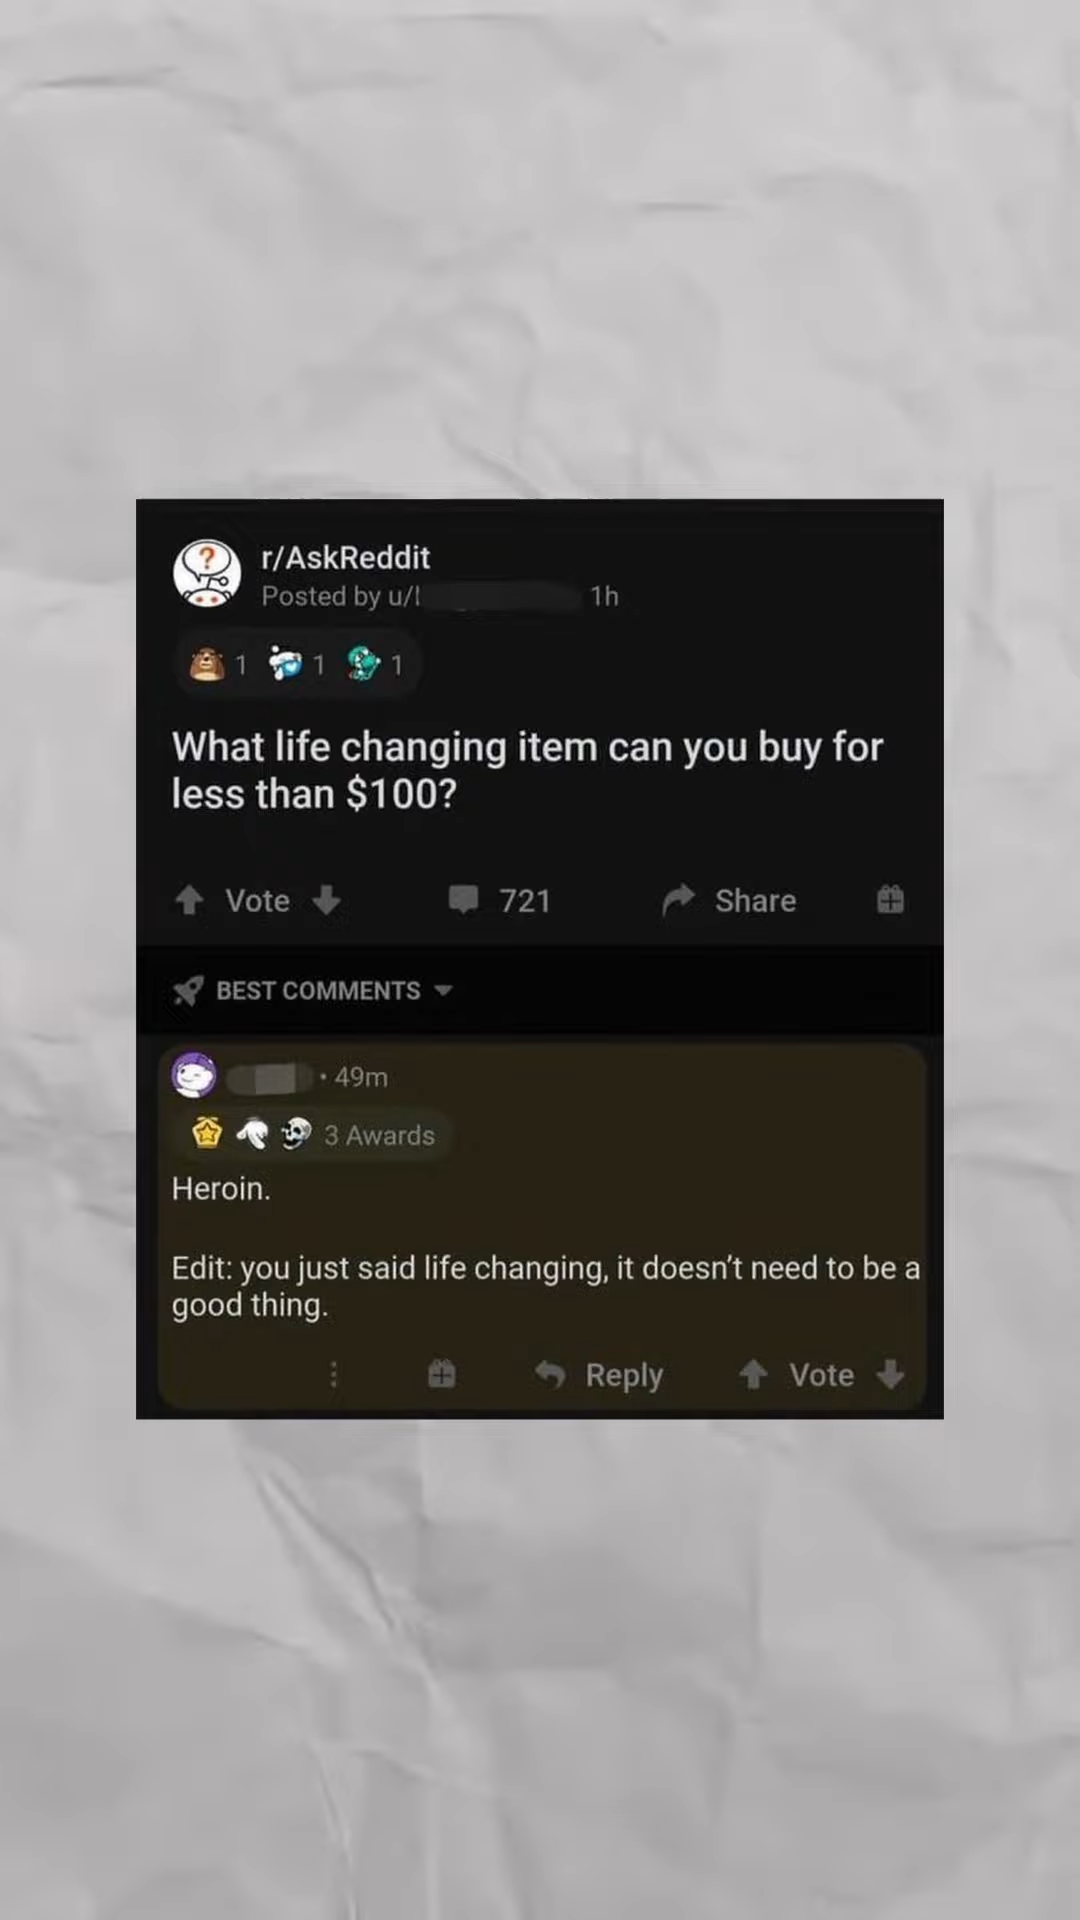 r/AskReddit
Posted by u/ 1h
1 1 1
What life changing item can you buy for
less than $100?
Vote 721 Share
BEST COMMENTS
• 49m
3 Awards
Heroin.
Edit: you just said life changing, it doesn't need to be a
good thing.
Reply Vote